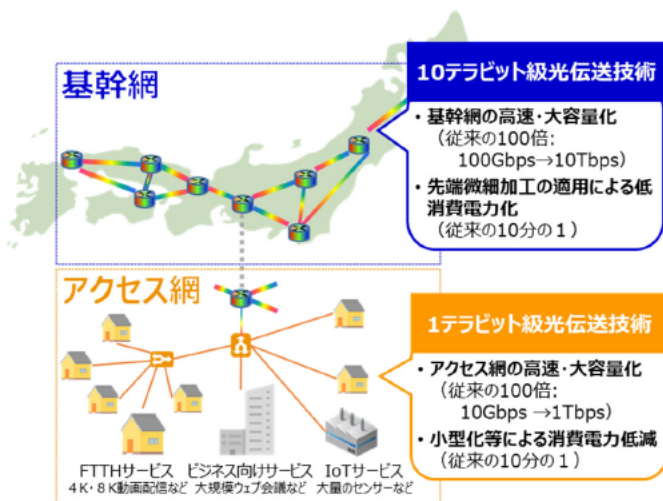 基幹網
10テラビット級光伝送技術
・基幹網の高速・大容量化
（従来の100倍:
100Gbps→10Tbps）
・先端微細加工の適用による低
消費電力化
（従来の10分の１）
アクセス網
1テラビット級光伝送技術
・アクセス網の高速・大容量化
（従来の100倍:
10Gbps →1Tbps）
・小型化等による消費電力低減
（従来の10分の１）
FTTHサービス
４K・８K動画配信など
ビジネス向けサービス
大規模ウェブ会議など
IoTサービス
大量のセンサーなど